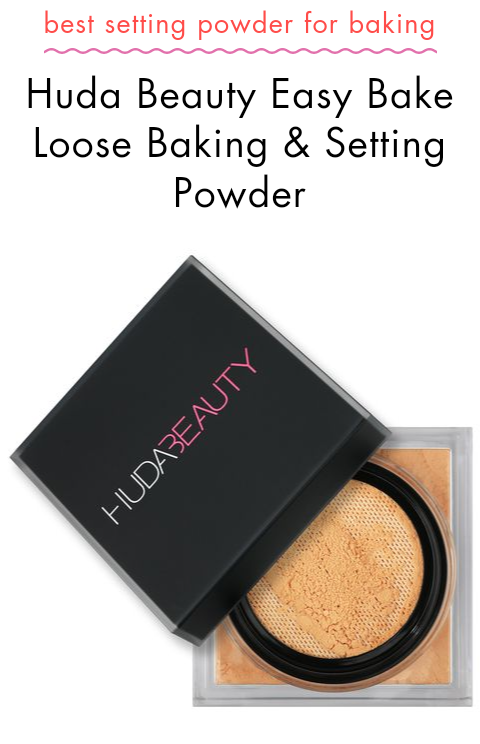 best setting powder for baking
Huda Beauty Easy Bake
Loose Baking & Setting
Powder
HUDABEAUTY